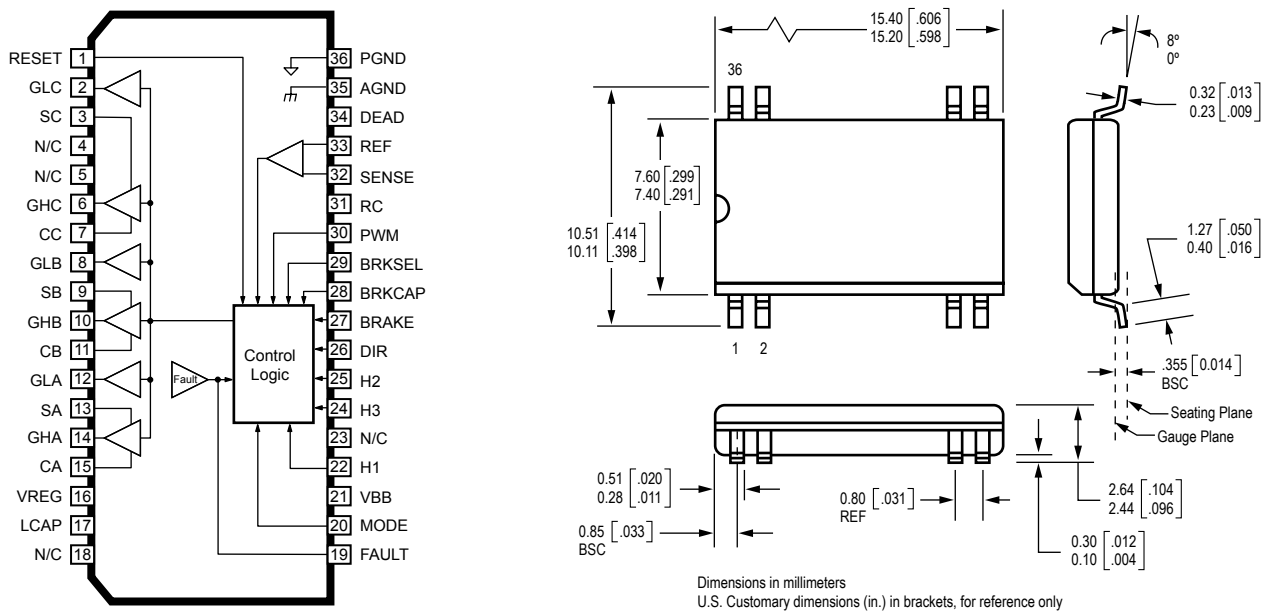 RESET 1
GLC 2
SC 3
N/C 4
N/C 5
GHC 6
CC 7
GLB 8
SB 9
GHB 10
CB 11
GLA 12
SA 13
GHA 14
CA 15
VREG 16
LCAP 17
N/C 18
Fault
Control
Logic
36 PGND
35 AGND
34 DEAD
33 REF
32 SENSE
31 RC
30 PWM
29 BRKSEL
28 BRKCAP
27 BRAKE
26 DIR
25 H2
24 H3
23 N/C
22 H1
21 VBB
20 MODE
19 FAULT
15.40 [.606
15.20 .598]
36
7.60 [.299
7.40 .291]
10.51 [.414
10.11 .398]
1 2
8º
0º
0.32 [.013
0.23 .009]
1.27 [.050
0.40 .016]
.355 [0.014]
BSC
Seating Plane
Gauge Plane
0.51 [.020
0.28 .011]
0.85 [.033]
BSC
0.80 [.031]
REF
2.64 [.104
2.44 .096]
0.30 [.012
0.10 .004]
Dimensions in millimeters
U.S. Customary dimensions (in.) in brackets, for reference only